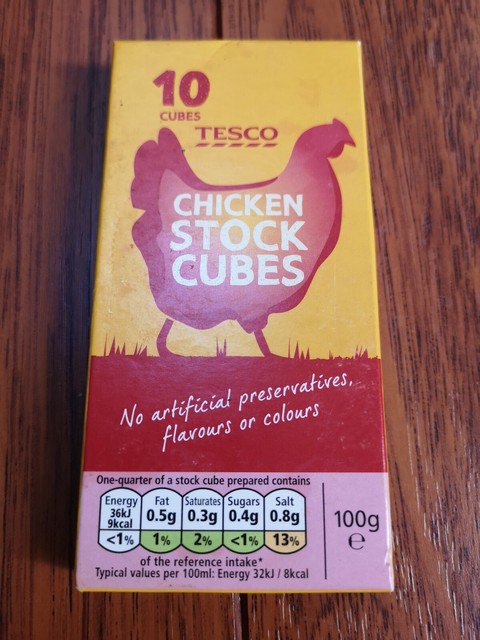 10
CUBES
TESCO
CHICKEN
STOCK
CUBES
No artificial preservatives,
flavours or colours
One-quarter of a stock cube prepared contains
Energy Fat Saturates Sugars Salt
36kJ
9kcal 0.5g 0.3g 0.4g 0.8g
<1% 1% 2% <1% 13%
of the reference intake*
Typical values per 100ml: Energy 32kJ / 8kcal
100g
e